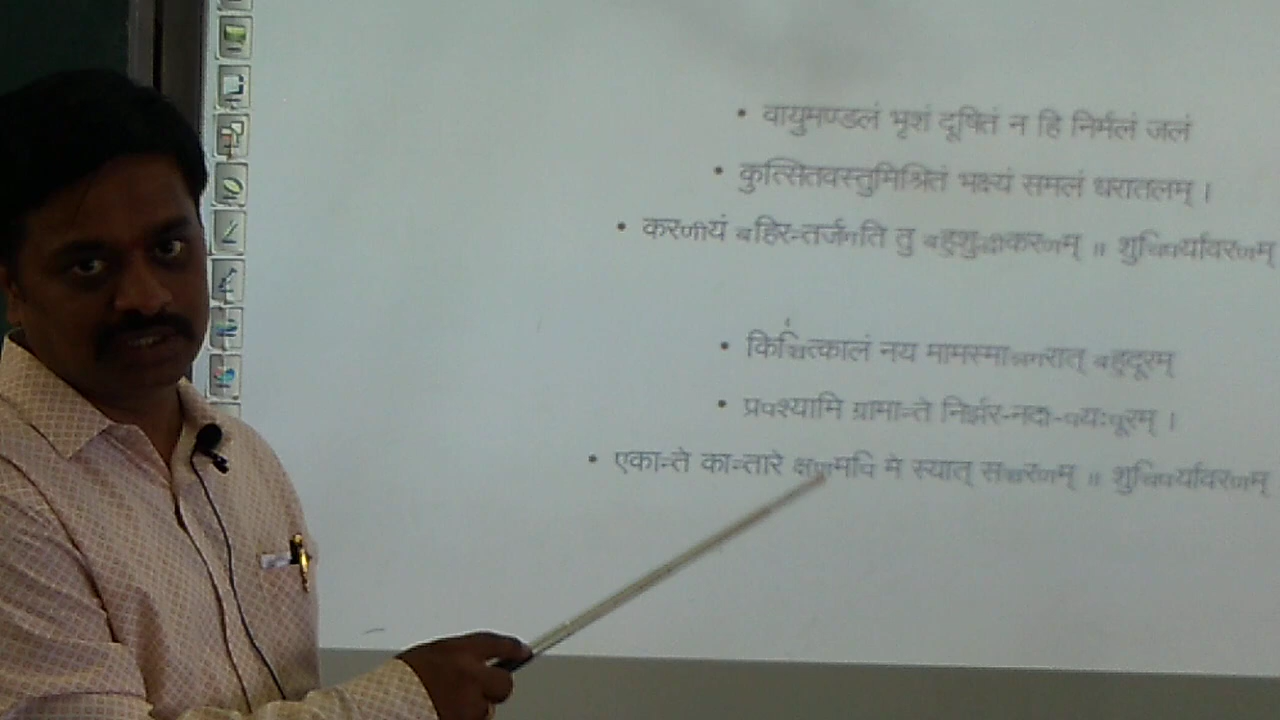 • वायुमण्डलं भृशं दूषितं न हि निर्मलं जलं
• कुत्सितवस्तुमिश्रितं भक्ष्यं समलं धरातलम् ।
• करणीयं बहिरन्तर्जगति तु बहुशुद्धीकरणम् ॥ शुचिपर्यावरणम्
• किञ्चित्कालं नय मामस्मान्नगरात् बहुदूरम्
• प्रपश्यामि ग्रामान्ते निर्झर-नदी-पयःपूरम् ।
• एकान्ते कान्तारे क्षणमपि मे स्यात् सञ्चरणम् ॥ शुचिपर्यावरणम्